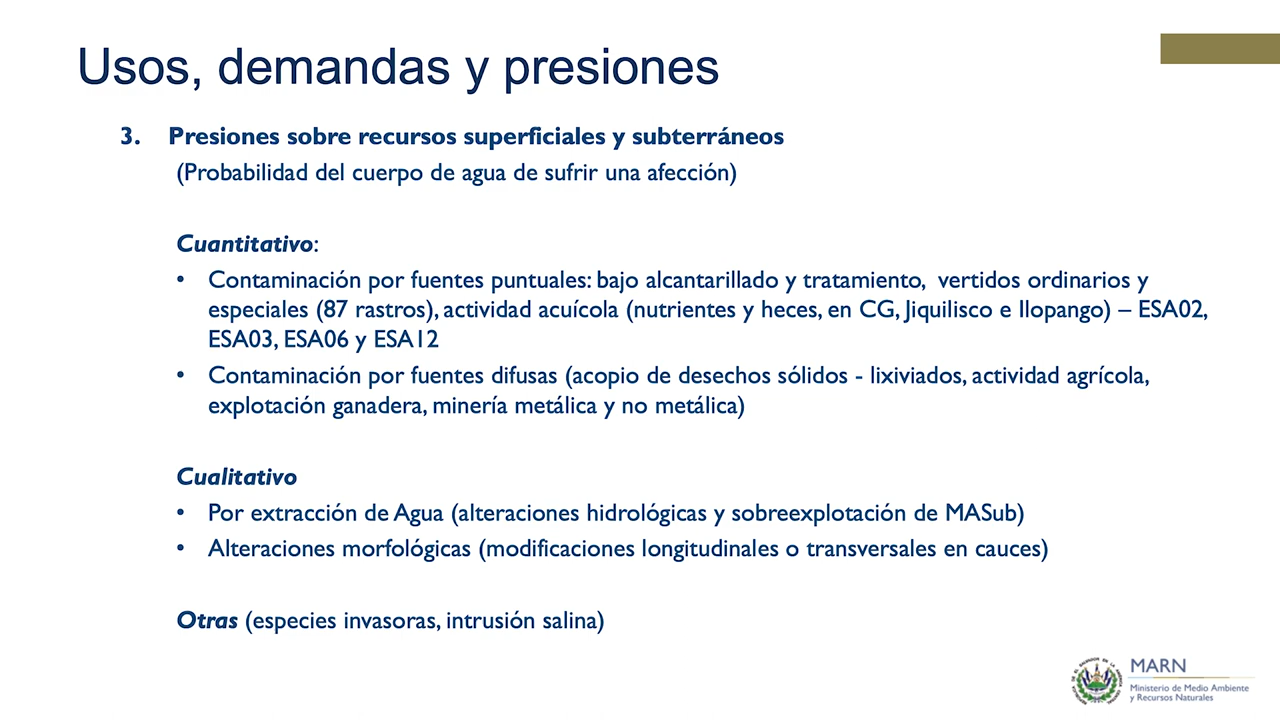 Usos, demandas y presiones
3. Presiones sobre recursos superficiales y subterráneos
(Probabilidad del cuerpo de agua de sufrir una afección)
Cuantitativo:
• Contaminación por fuentes puntuales: bajo alcantarillado y tratamiento, vertidos ordinarios y
especiales (87 rastros), actividad acuícola (nutrientes y heces, en CG, Jiquilisco e Ilopango) – ESA02,
ESA03, ESA06 y ESA12
• Contaminación por fuentes difusas (acopio de desechos sólidos - lixiviados, actividad agrícola,
explotación ganadera, minería metálica y no metálica)
Cualitativo
• Por extracción de Agua (alteraciones hidrológicas y sobreexplotación de MASub)
• Alteraciones morfológicas (modificaciones longitudinales o transversales en cauces)
Otras (especies invasoras, intrusión salina)
MARN
Ministerio de Medio Ambiente
y Recursos Naturales